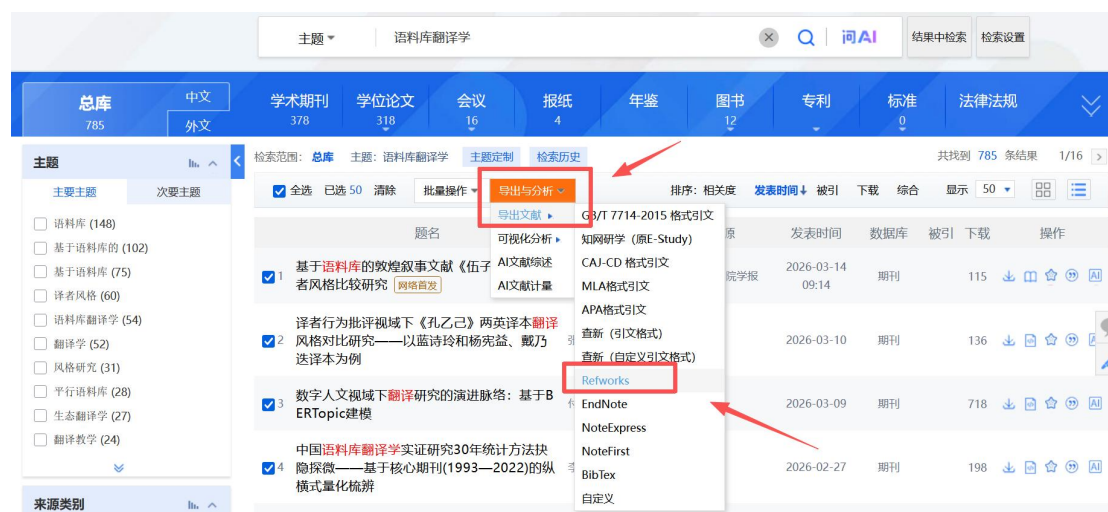 主题 语料库翻译学 问AI 结果中检索 检索设置
总库 785 中文 外文
学术期刊 378
学位论文 318
会议 16
报纸 4
年鉴
图书 12
专利
标准 0
法律法规
检索范围: 总库 主题: 语料库翻译学 主题定制 检索历史 共找到 785 条结果 1/16
全选 已选 50 清除 批量操作 导出与分析 排序: 相关度 发表时间 被引 下载 综合 显示 50
主题
主要主题 次要主题
语料库 (148)
基于语料库的 (102)
基于语料库 (75)
译者风格 (60)
语料库翻译学 (54)
翻译学 (52)
风格研究 (31)
平行语料库 (28)
生态翻译学 (27)
翻译教学 (24)
来源类别
题名 发表时间 数据库 被引 下载 操作
1 基于语料库的敦煌叙事文献《伍子
者风格比较研究 网络首发
院学报 2026-03-14
09:14 期刊 115 AI
2 译者行为批评视域下《孔乙己》两英译本翻译
风格对比研究——以蓝诗玲和杨宪益、戴乃
迭译本为例
2026-03-10 期刊 136
3 数字人文视域下翻译研究的演进脉络：基于B
ERTopic建模
2026-03-09 期刊 718 AI
4 中国语料库翻译学实证研究30年统计方法抉
隐探微——基于核心期刊(1993—2022)的纵
横式量化梳辨
2026-02-27 期刊 198 AI
导出文献
可视化分析
AI文献综述
AI文献计量
GB/T 7714-2015 格式引文
知网研学（原E-Study）
CAJ-CD 格式引文
MLA格式引文
APA格式引文
查新（引文格式）
查新（自定义引文格式）
Refworks
EndNote
NoteExpress
NoteFirst
BibTex
自定义